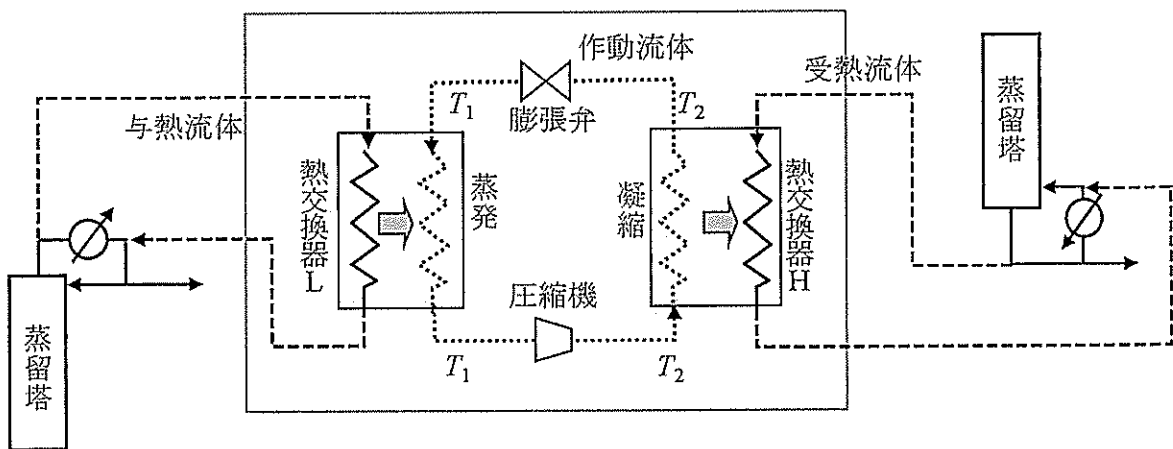 作動流体
受熱流体
T1
膨張弁
T2
与熱流体
熱交換器L
蒸発
凝縮
熱交換器H
蒸留塔
圧縮機
T1
T2
蒸留塔